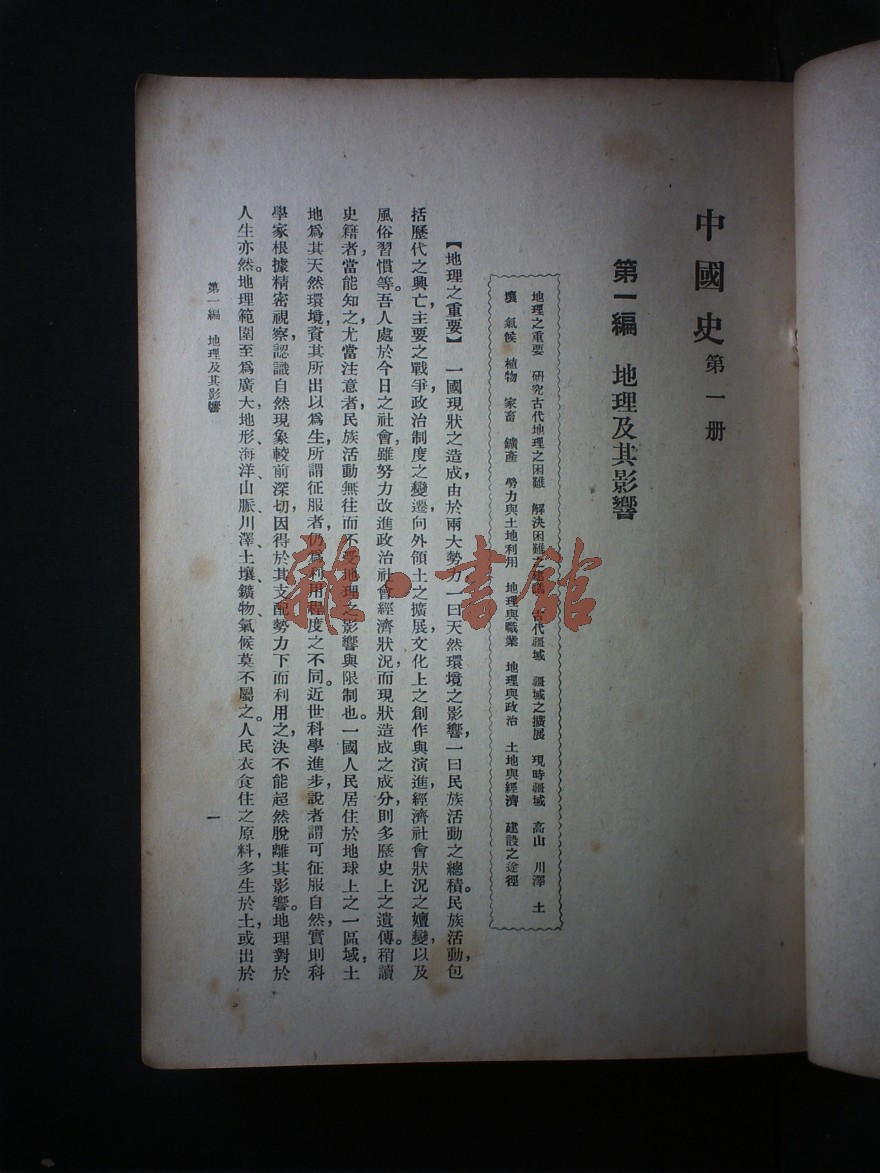 中國史 第一册
第一編　地理及其影響
地理之重要　研究古代地理之困難　解決困難之建議　古代疆域　疆域之擴展　現時疆域　高山　川澤　土
壤　氣候　植物　家畜　鑛產　勢力與土地利用　地理與職業　地理與政治　土地與經濟　建設之途徑
【地理之重要】　一國現狀之造成，由於兩大勢力，一曰天然環境之影響，一曰民族活動之總積。民族活動，包
括歷代之興亡，主要之戰爭，政治制度之變遷，向外領土之擴展，文化上之創作與演進，經濟社會狀況之嬗變，以及
風俗習慣等。吾人處於今日之社會，雖努力改進政治社會經濟狀況，而現狀造成之成分，則多歷史上之遺傳。稍讀
史籍者，當能知之，尤當注意者，民族活動無往而不受地理之影響與限制也。一國人民居住於地球上之一區域，土
地爲其天然環境，資其所出以爲生，所謂征服者，仍爲利用程度之不同。近世科學進步，說者謂可征服自然，實則科
學家根據精密視察，認識自然現象較前深切，因得於其支配勢力下而利用之，決不能超然脫離其影響。地理對於
人生亦然。地理範圍至爲廣大，地形、海洋、山脈、川澤、土壤、鑛物、氣候莫不屬之。人民衣食住之原料，多生於土，或出於
第一編　地理及其影響
一
雜·書館